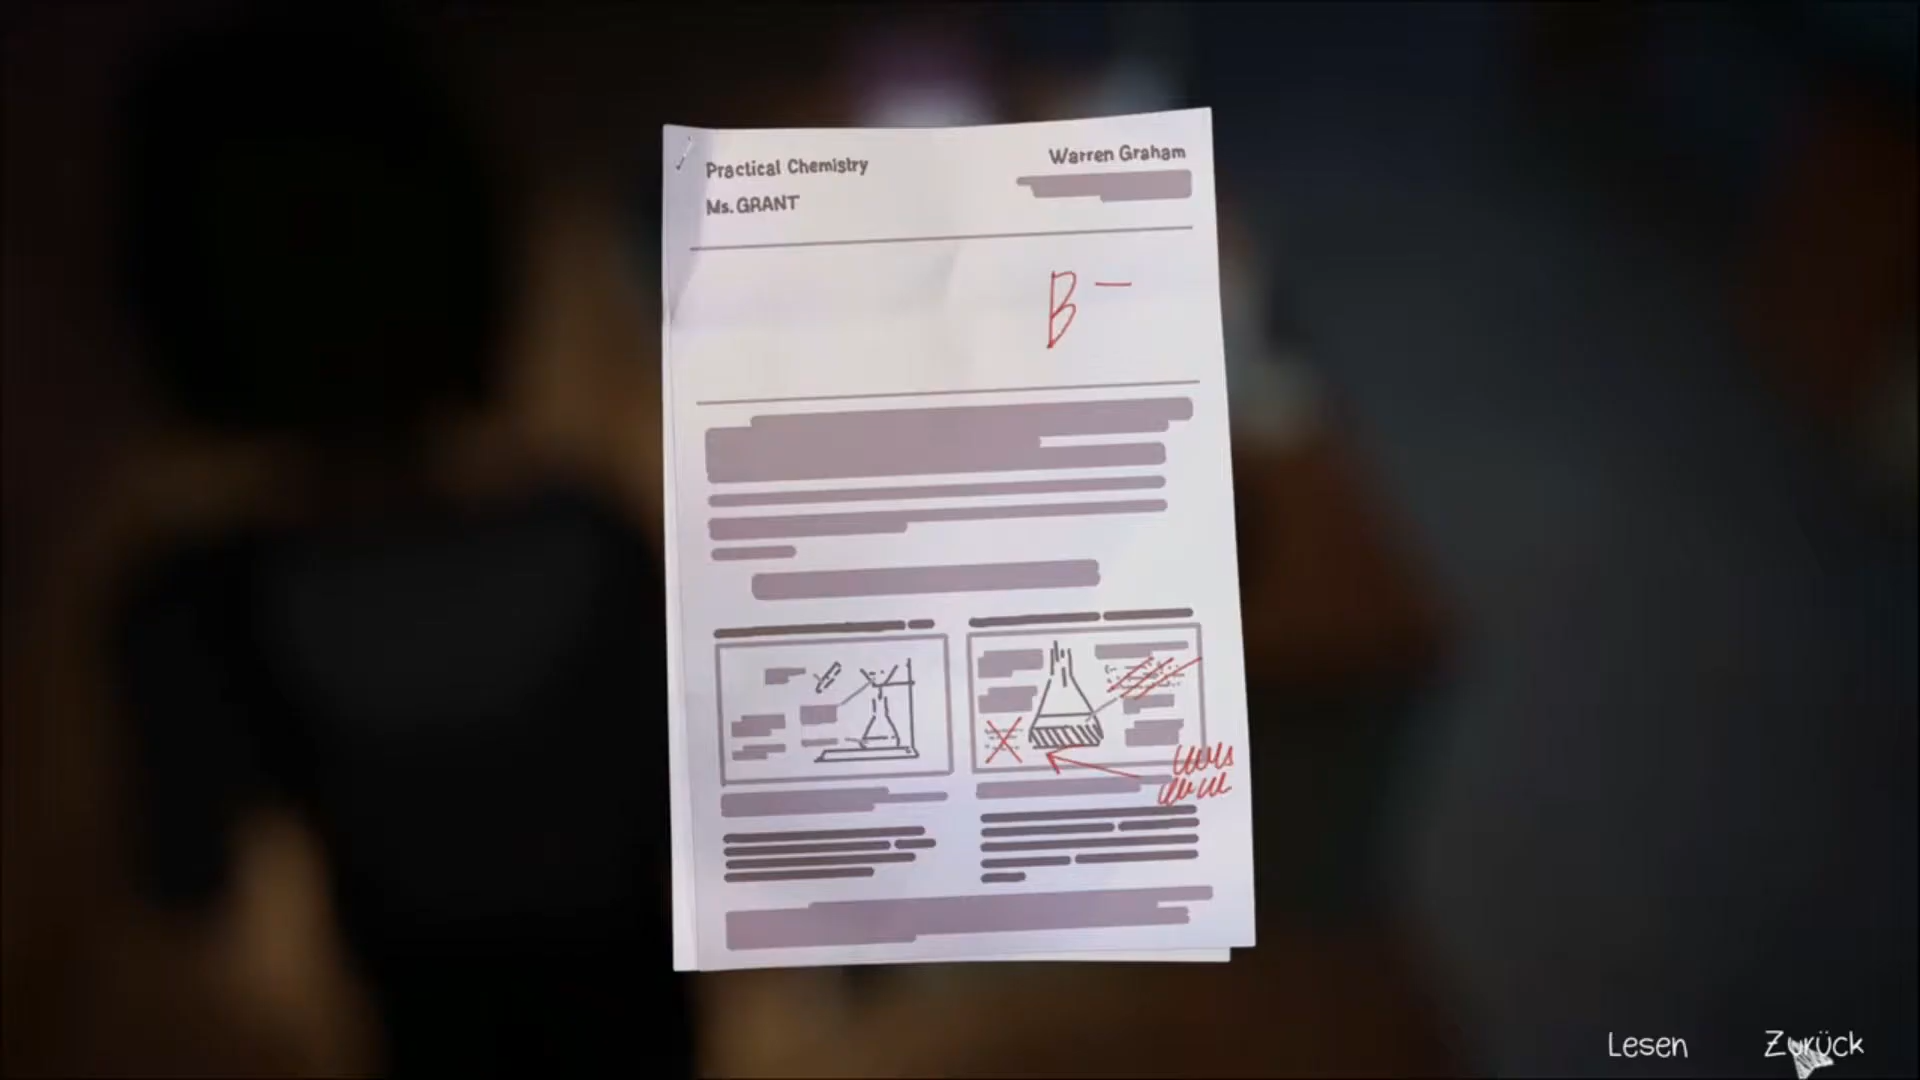 Practical Chemistry
Warren Graham
Ms. GRANT
B-
Lesen
Zurück